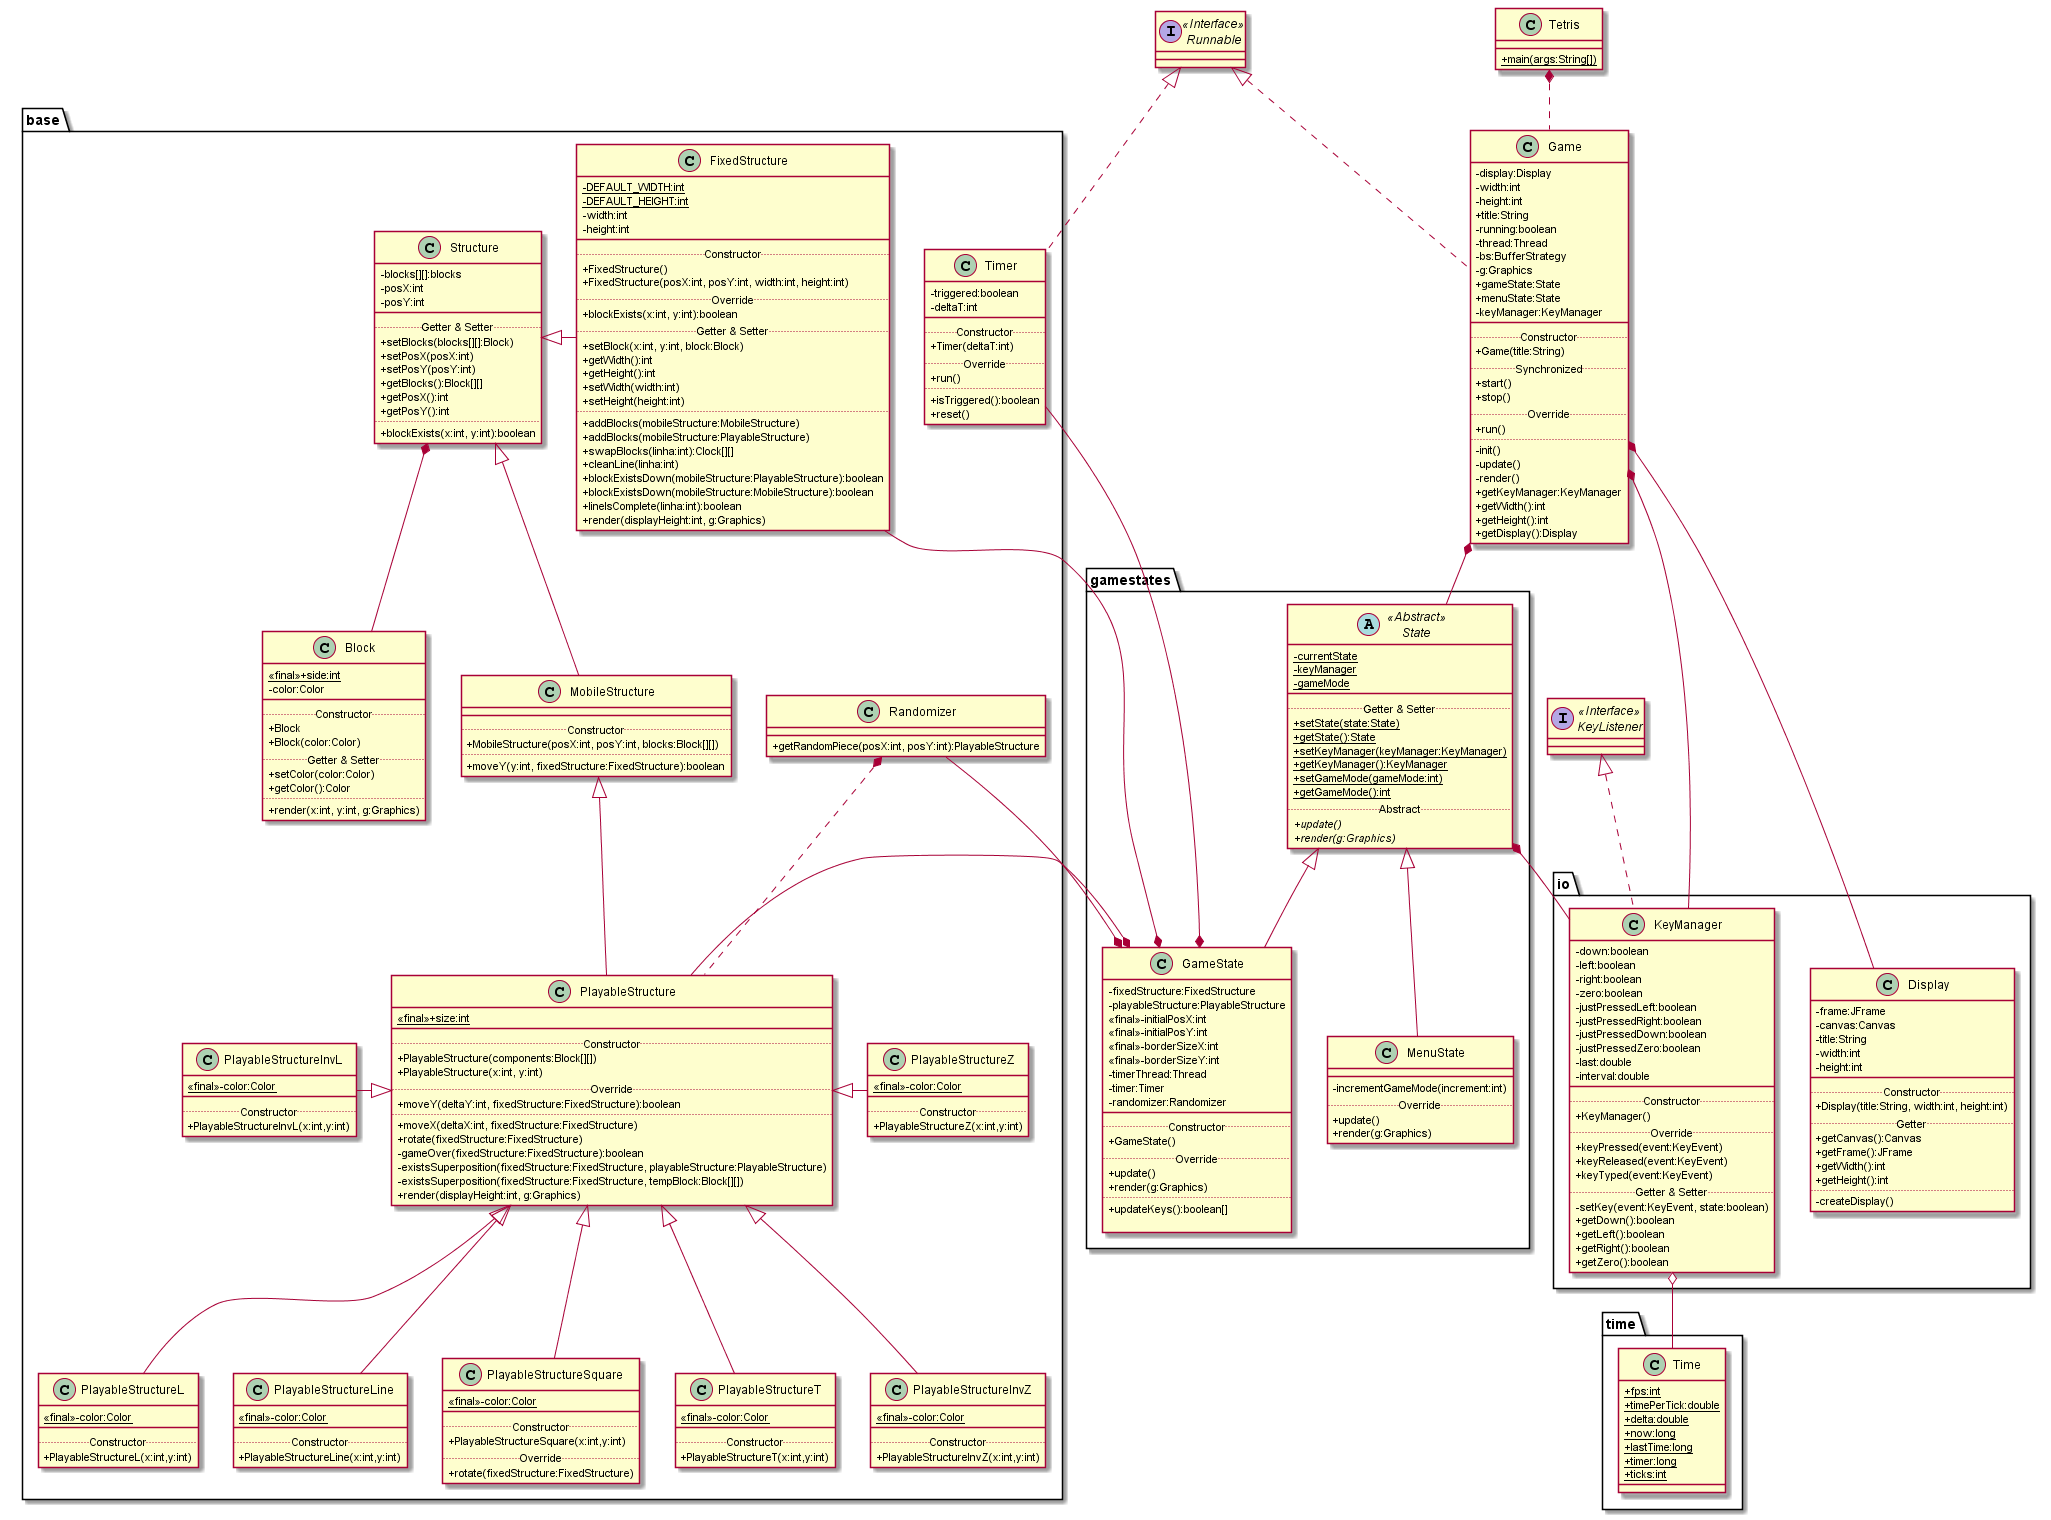 «Interface»
Runnable
Tetris
+main(args:String[])
base
FixedStructure
-DEFAULT_WIDTH:int
-DEFAULT_HEIGHT:int
-width:int
-height:int
Constructor
+FixedStructure()
+FixedStructure(posX:int, posY:int, width:int, height:int)
Override
+blockExists(x:int, y:int):boolean
Getter & Setter
+setBlock(x:int, y:int, block:Block)
+getWidth():int
+getHeight():int
+setWidth(width:int)
+setHeight(height:int)
+addBlocks(mobileStructure:MobileStructure)
+addBlocks(mobileStructure:PlayableStructure)
+swapBlocks(linha:int):Clock[][]
+cleanLine(linha:int)
+blockExistsDown(mobileStructure:PlayableStructure):boolean
+blockExistsDown(mobileStructure:MobileStructure):boolean
+lineIsComplete(linha:int):boolean
+render(displayHeight:int, g:Graphics)
Structure
-blocks[][]:blocks
-posX:int
-posY:int
Getter & Setter
+setBlocks(blocks[][]:Block)
+setPosX(posX:int)
+setPosY(posY:int)
+getBlocks():Block[][]
+getPosX():int
+getPosY():int
+blockExists(x:int, y:int):boolean
Timer
-triggered:boolean
-deltaT:int
Constructor
+Timer(deltaT:int)
Override
+run()
+isTriggered():boolean
+reset()
Game
-display:Display
-width:int
-height:int
+title:String
-running:boolean
-thread:Thread
-bs:BufferStrategy
-g:Graphics
+gameState:State
+menuState:State
-keyManager:KeyManager
Constructor
+Game(title:String)
Synchronized
+start()
+stop()
Override
+run()
-init()
-update()
-render()
+getKeyManager:KeyManager
+getWidth():int
+getHeight():int
+getDisplay():Display
Block
«final»+side:int
-color:Color
Constructor
+Block
+Block(color:Color)
Getter & Setter
+setColor(color:Color)
+getColor():Color
+render(x:int, y:int, g:Graphics)
MobileStructure
Constructor
+MobileStructure(posX:int, posY:int, blocks:Block[][])
+moveY(y:int, fixedStructure:FixedStructure):boolean
Randomizer
+getRandomPiece(posX:int, posY:int):PlayableStructure
gamestates
«Abstract»
State
-currentState
-keyManager
-gameMode
Getter & Setter
+setState(state:State)
+getState():State
+setKeyManager(keyManager:KeyManager)
+getKeyManager():KeyManager
+setGameMode(gameMode:int)
+getGameMode():int
Abstract
+update()
+render(g:Graphics)
«Interface»
KeyListener
PlayableStructure
«final»+size:int
Constructor
+PlayableStructure(components:Block[][])
+PlayableStructure(x:int, y:int)
Override
+moveY(deltaY:int, fixedStructure:FixedStructure):boolean
+moveX(deltaX:int, fixedStructure:FixedStructure)
+rotate(fixedStructure:FixedStructure)
-gameOver(fixedStructure:FixedStructure):boolean
-existsSuperposition(fixedStructure:FixedStructure, playableStructure:PlayableStructure)
-existsSuperposition(fixedStructure:FixedStructure, tempBlock:Block[][])
+render(displayHeight:int, g:Graphics)
PlayableStructureInvL
«final»-color:Color
Constructor
+PlayableStructureInvL(x:int,y:int)
PlayableStructureZ
«final»-color:Color
Constructor
+PlayableStructureZ(x:int,y:int)
GameState
-fixedStructure:FixedStructure
-playableStructure:PlayableStructure
«final»-initialPosX:int
«final»-initialPosY:int
«final»-borderSizeX:int
«final»-borderSizeY:int
-timerThread:Thread
-timer:Timer
-randomizer:Randomizer
Constructor
+GameState()
Override
+update()
+render(g:Graphics)
+updateKeys():boolean[]
MenuState
-incrementGameMode(increment:int)
Override
+update()
+render(g:Graphics)
io
KeyManager
-down:boolean
-left:boolean
-right:boolean
-zero:boolean
-justPressedLeft:boolean
-justPressedRight:boolean
-justPressedDown:boolean
-justPressedZero:boolean
-last:double
-interval:double
Constructor
+KeyManager()
Override
+keyPressed(event:KeyEvent)
+keyReleased(event:KeyEvent)
+keyTyped(event:KeyEvent)
Getter & Setter
-setKey(event:KeyEvent, state:boolean)
+getDown():boolean
+getLeft():boolean
+getRight():boolean
+getZero():boolean
Display
-frame:JFrame
-canvas:Canvas
-title:String
-width:int
-height:int
Constructor
+Display(title:String, width:int, height:int)
Getter
+getCanvas():Canvas
+getFrame():JFrame
+getWidth():int
+getHeight():int
-createDisplay()
PlayableStructureL
«final»-color:Color
Constructor
+PlayableStructureL(x:int,y:int)
PlayableStructureLine
«final»-color:Color
Constructor
+PlayableStructureLine(x:int,y:int)
PlayableStructureSquare
«final»-color:Color
Constructor
+PlayableStructureSquare(x:int,y:int)
Override
+rotate(fixedStructure:FixedStructure)
PlayableStructureT
«final»-color:Color
Constructor
+PlayableStructureT(x:int,y:int)
PlayableStructureInvZ
«final»-color:Color
Constructor
+PlayableStructureInvZ(x:int,y:int)
time
Time
+fps:int
+timePerTick:double
+delta:double
+now:long
+lastTime:long
+timer:long
+ticks:int